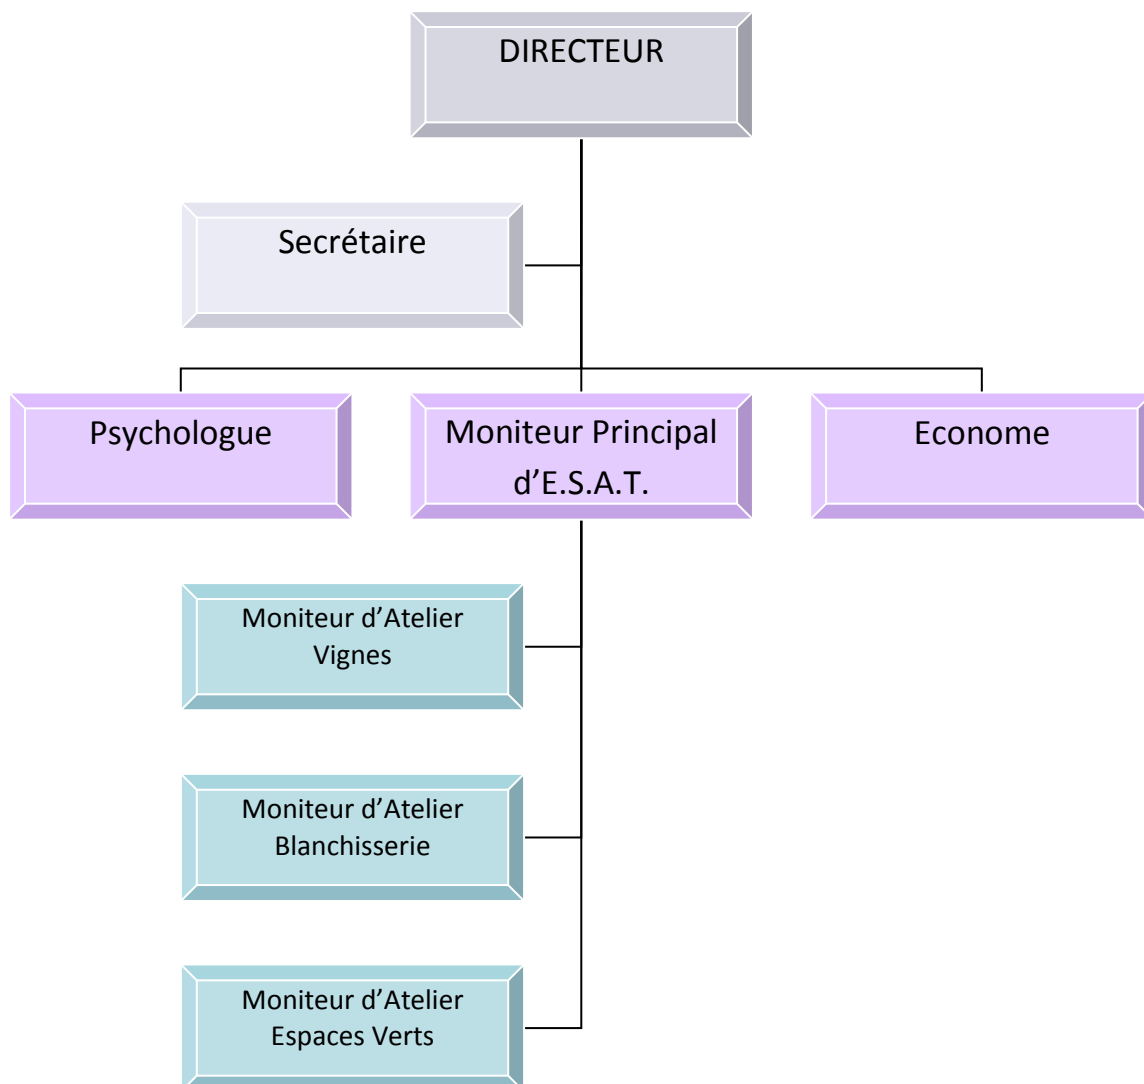 DIRECTEUR
Secrétaire
Psychologue
Moniteur Principal
d’E.S.A.T.
Econome
Moniteur d’Atelier
Vignes
Moniteur d’Atelier
Blanchisserie
Moniteur d’Atelier
Espaces Verts